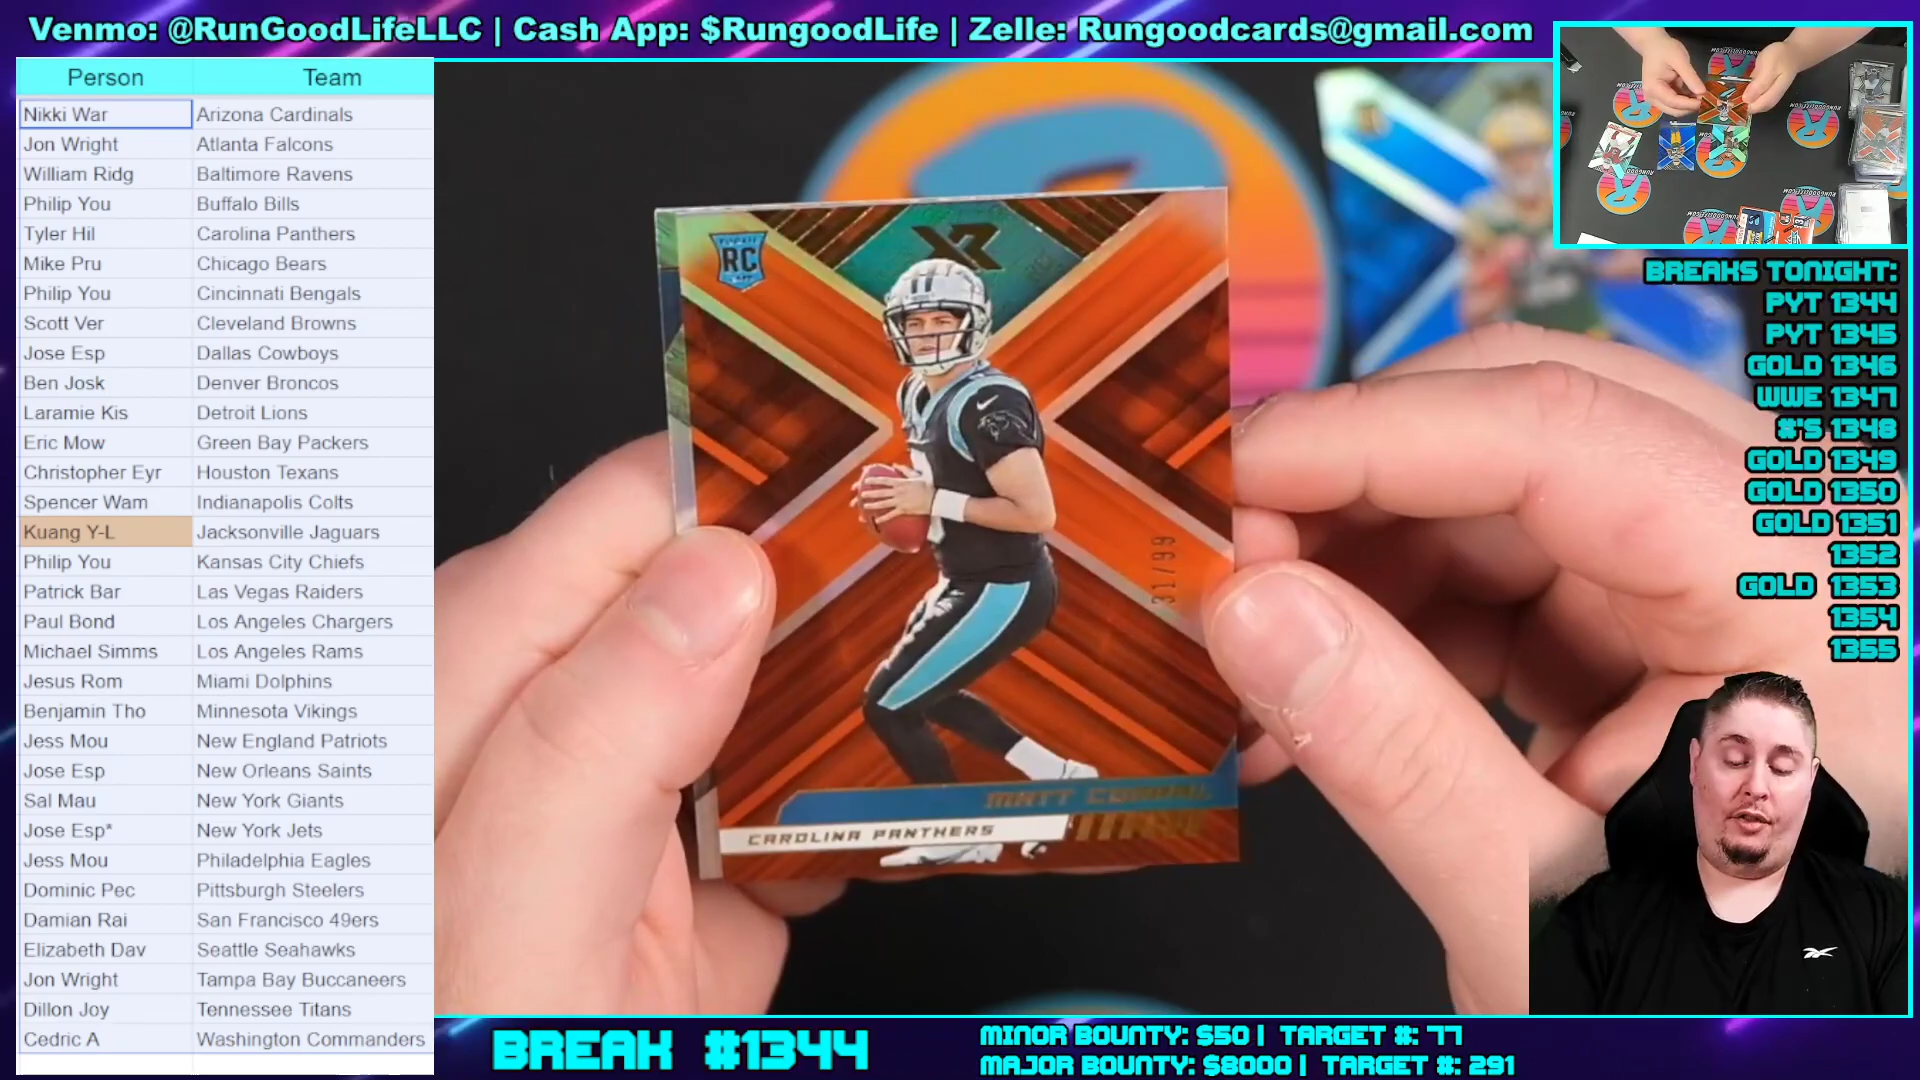 Venmo: @RunGoodLifeLLC | Cash App: $RungoodLife | Zelle: Rungoodcards@gmail.com
Person Team
Nikki War Arizona Cardinals
Jon Wright Atlanta Falcons
William Ridg Baltimore Ravens
Philip You Buffalo Bills
Tyler Hil Carolina Panthers
Mike Pru Chicago Bears
Philip You Cincinnati Bengals
Scott Ver Cleveland Browns
Jose Esp Dallas Cowboys
Ben Josk Denver Broncos
Laramie Kis Detroit Lions
Eric Mow Green Bay Packers
Christopher Eyr Houston Texans
Spencer Wam Indianapolis Colts
Kuang Y-L Jacksonville Jaguars
Philip You Kansas City Chiefs
Patrick Bar Las Vegas Raiders
Paul Bond Los Angeles Chargers
Michael Simms Los Angeles Rams
Jesus Rom Miami Dolphins
Benjamin Tho Minnesota Vikings
Jess Mou New England Patriots
Jose Esp New Orleans Saints
Sal Mau New York Giants
Jose Esp* New York Jets
Jess Mou Philadelphia Eagles
Dominic Pec Pittsburgh Steelers
Damian Rai San Francisco 49ers
Elizabeth Dav Seattle Seahawks
Jon Wright Tampa Bay Buccaneers
Dillon Joy Tennessee Titans
Cedric A Washington Commanders
XR
RC
31/99
MATT CORRAL
CAROLINA PANTHERS
BREAKS TONIGHT:
PYT 1344
PYT 1345
GOLD 1346
WWE 1347
#'S 1348
GOLD 1349
GOLD 1350
GOLD 1351
1352
GOLD 1353
1354
1355
BREAK #1344
MINOR BOUNTY: $50 | TARGET #: 77
MAJOR BOUNTY: $8000 | TARGET #: 291